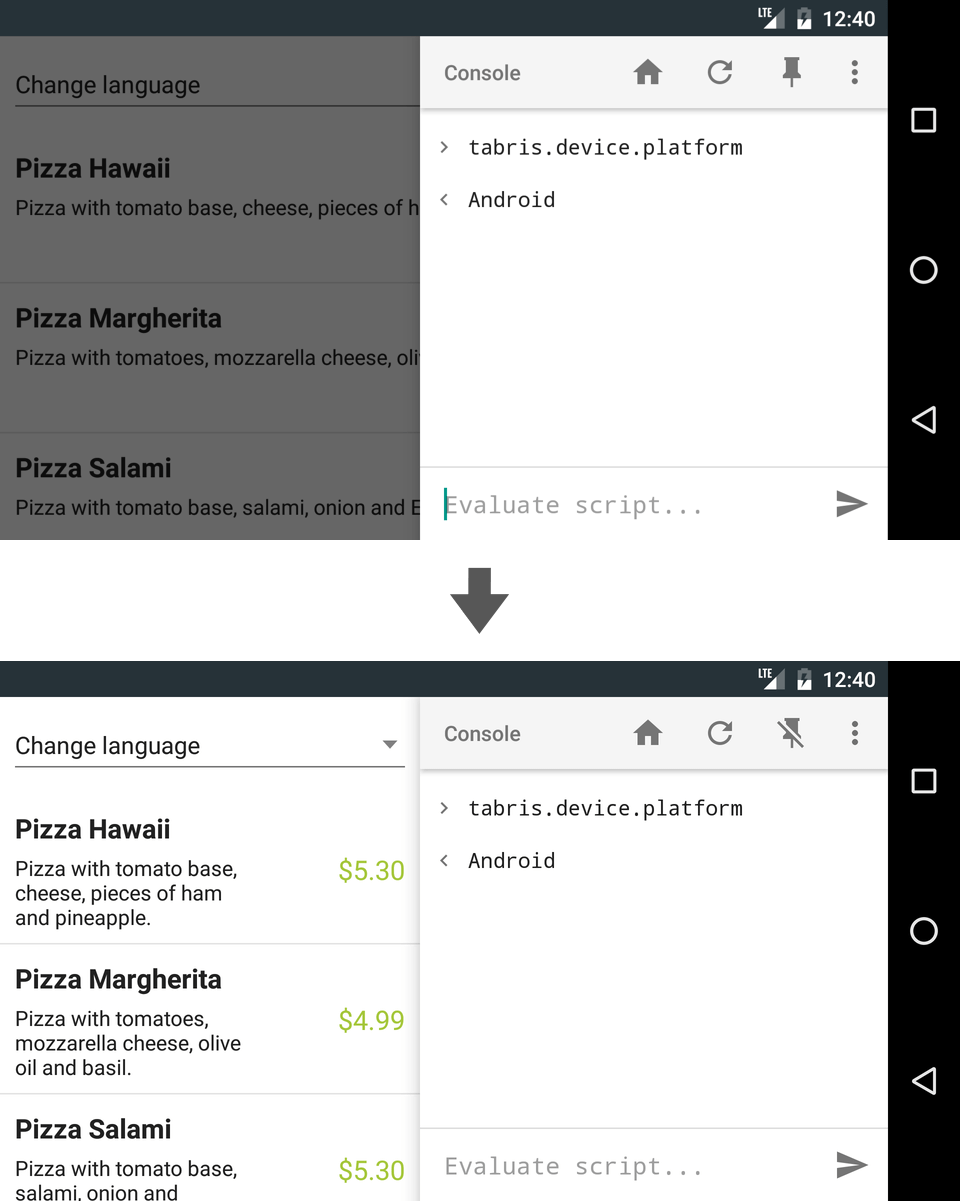 LTE 12:40
Change language
Pizza Hawaii
Pizza with tomato base, cheese, pieces of h
Pizza Margherita
Pizza with tomatoes, mozzarella cheese, oli
Pizza Salami
Pizza with tomato base, salami, onion and E
Console
> tabris.device.platform
< Android
Evaluate script...
LTE 12:40
Change language
Pizza Hawaii
Pizza with tomato base,
cheese, pieces of ham
and pineapple.
$5.30
Pizza Margherita
Pizza with tomatoes,
mozzarella cheese, olive
oil and basil.
$4.99
Pizza Salami
Pizza with tomato base,
salami, onion and
$5.30
Console
> tabris.device.platform
< Android
Evaluate script...